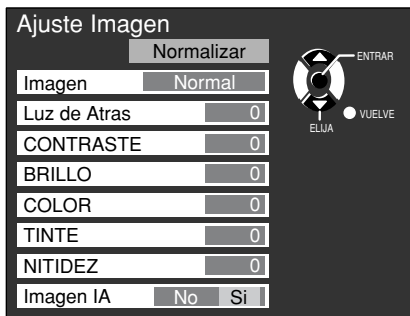 Ajuste Imagen
Normalizar
ENTRAR
Imagen Normal
Luz de Atras 0
VUELVE
ELIJA
CONTRASTE 0
BRILLO 0
COLOR 0
TINTE 0
NITIDEZ 0
Imagen IA No Si